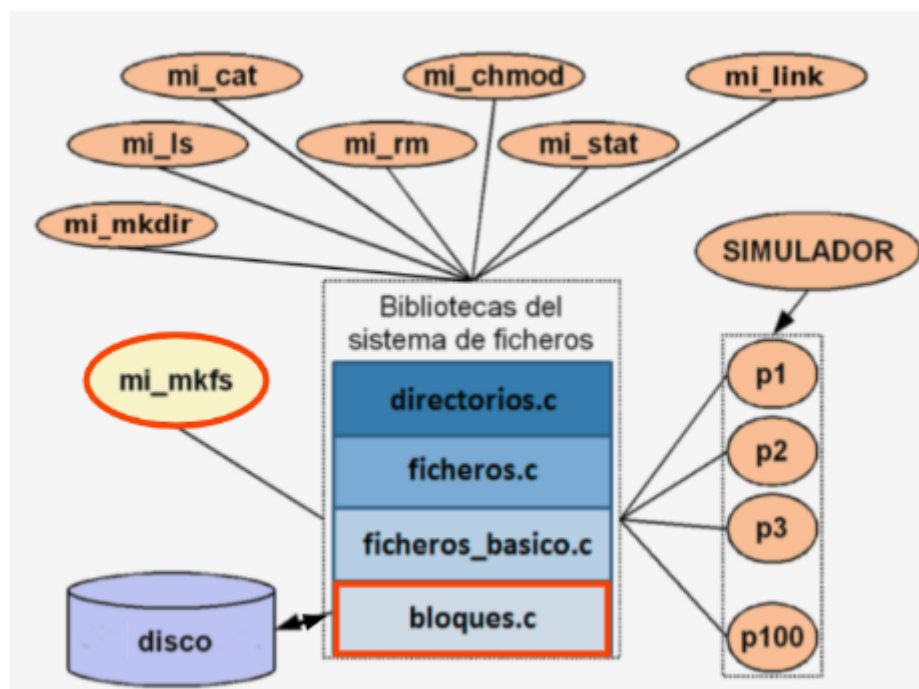 mi_cat
mi_chmod
mi_link
mi_ls
mi_rm
mi_stat
mi_mkdir
SIMULADOR
Bibliotecas del
sistema de ficheros
mi_mkfs
directorios.c
p1
ficheros.c
p2
ficheros_basico.c
p3
bloques.c
disco
p100